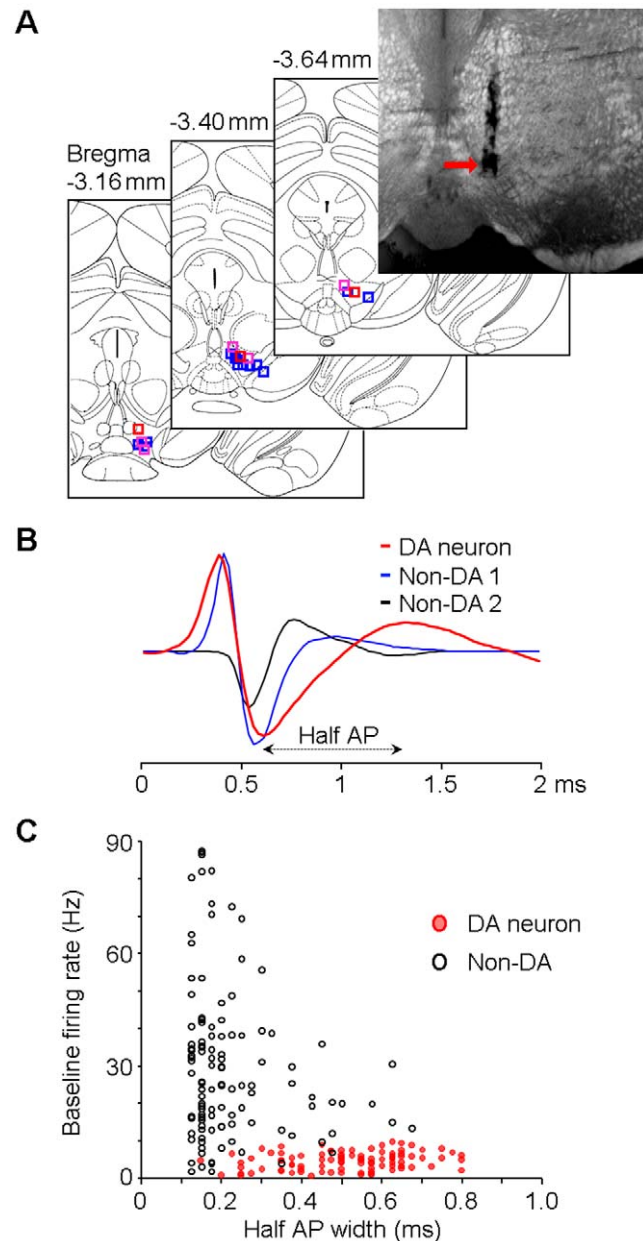 A
-3.64 mm
-3.40 mm
Bregma
-3.16 mm
B
DA neuron
Non-DA 1
Non-DA 2
Half AP
0 0.5 1 2 ms
C
90
60
30
0
Baseline firing rate (Hz)
DA neuron
Non-DA
0 0.2 0.4 0.6 0.8 1.0
Half AP width (ms)